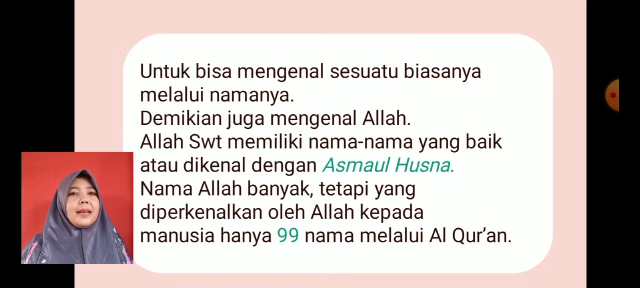 Untuk bisa mengenal sesuatu biasanya
melalui namanya.
Demikian juga mengenal Allah.
Allah Swt memiliki nama-nama yang baik
atau dikenal dengan Asmaul Husna.
Nama Allah banyak, tetapi yang
diperkenalkan oleh Allah kepada
manusia hanya 99 nama melalui Al Qur’an.